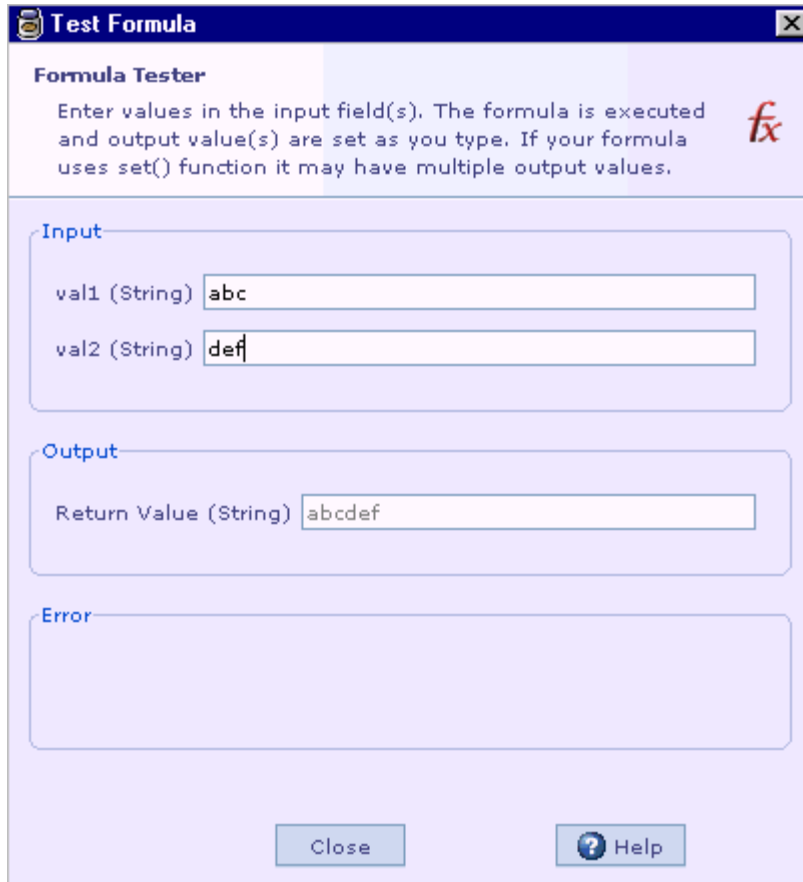 Test Formula
Formula Tester
Enter values in the input field(s). The formula is executed
and output value(s) are set as you type. If your formula
uses set() function it may have multiple output values.
fx
Input
val1 (String) abc
val2 (String) def
Output
Return Value (String) abcdef
Error
Close
? Help